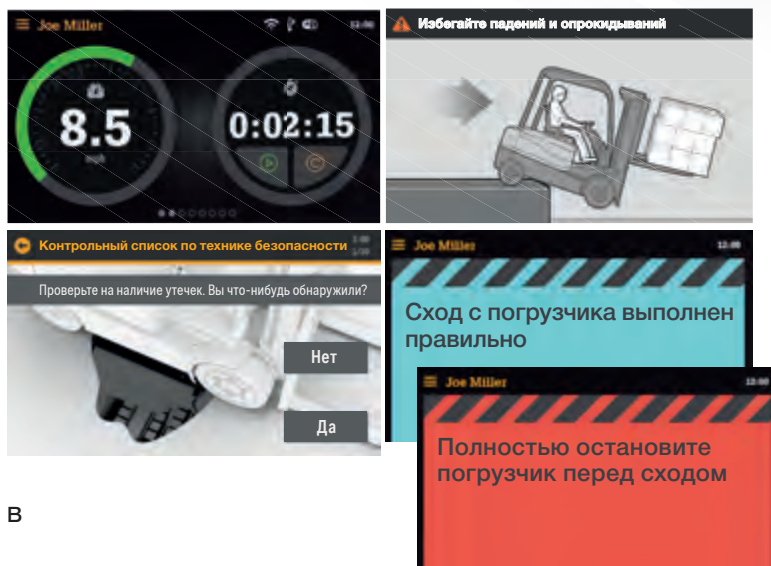 Joe Miller
12:00
8.5
mph
0:02:15
Избегайте падений и опрокидываний
Контрольный список по технике безопасности
Проверьте на наличие утечек. Вы что-нибудь обнаружили?
Нет
Да
Joe Miller
12:00
Сход с погрузчика выполнен
правильно
Joe Miller
12:00
Полностью остановите
погрузчик перед сходом
В